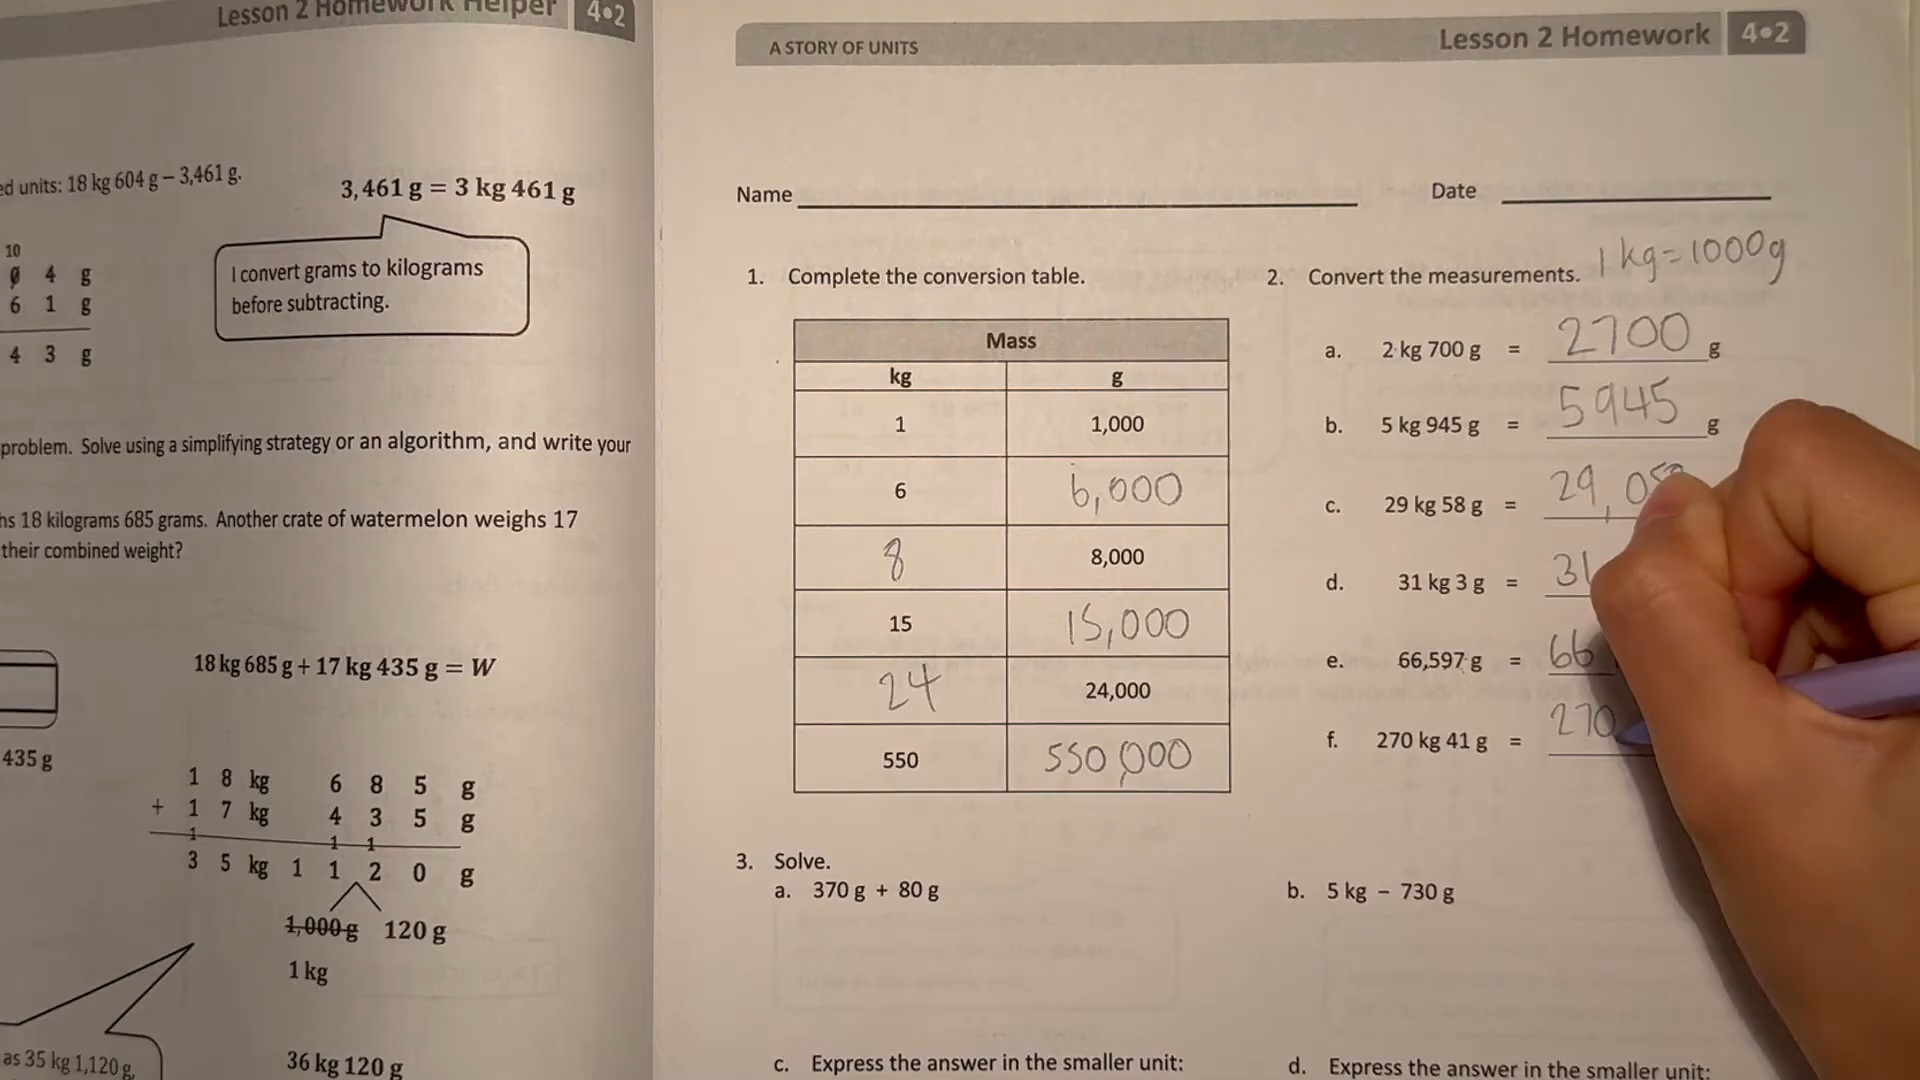 Lesson 2 Homework Helper 4•2
ed units: 18 kg 604 g – 3,461 g.
3,461 g = 3 kg 461 g
10
0 4 g
6 1 g
4 3 g
I convert grams to kilograms
before subtracting.
problem. Solve using a simplifying strategy or an algorithm, and write your
hs 18 kilograms 685 grams. Another crate of watermelon weighs 17
their combined weight?
18 kg 685 g + 17 kg 435 g = W
435 g
1 8 kg 6 8 5 g
+ 1 7 kg 4 3 5 g
1 1 1
3 5 kg 1 1 2 0 g
1,000 g 120 g
1 kg
as 35 kg 1,120 g,
36 kg 120 g
A STORY OF UNITS
Lesson 2 Homework 4•2
Name
Date
1. Complete the conversion table.
Mass
kg g
1 1,000
6 6,000
8 8,000
15 15,000
24 24,000
550 550,000
2. Convert the measurements. 1 kg = 1000g
a. 2 kg 700 g = 2700 g
b. 5 kg 945 g = 5945 g
c. 29 kg 58 g = 29,05
d. 31 kg 3 g = 31
e. 66,597 g = 66
f. 270 kg 41 g = 270
3. Solve.
a. 370 g + 80 g
b. 5 kg – 730 g
c. Express the answer in the smaller unit:
d. Express the answer in the smaller unit: